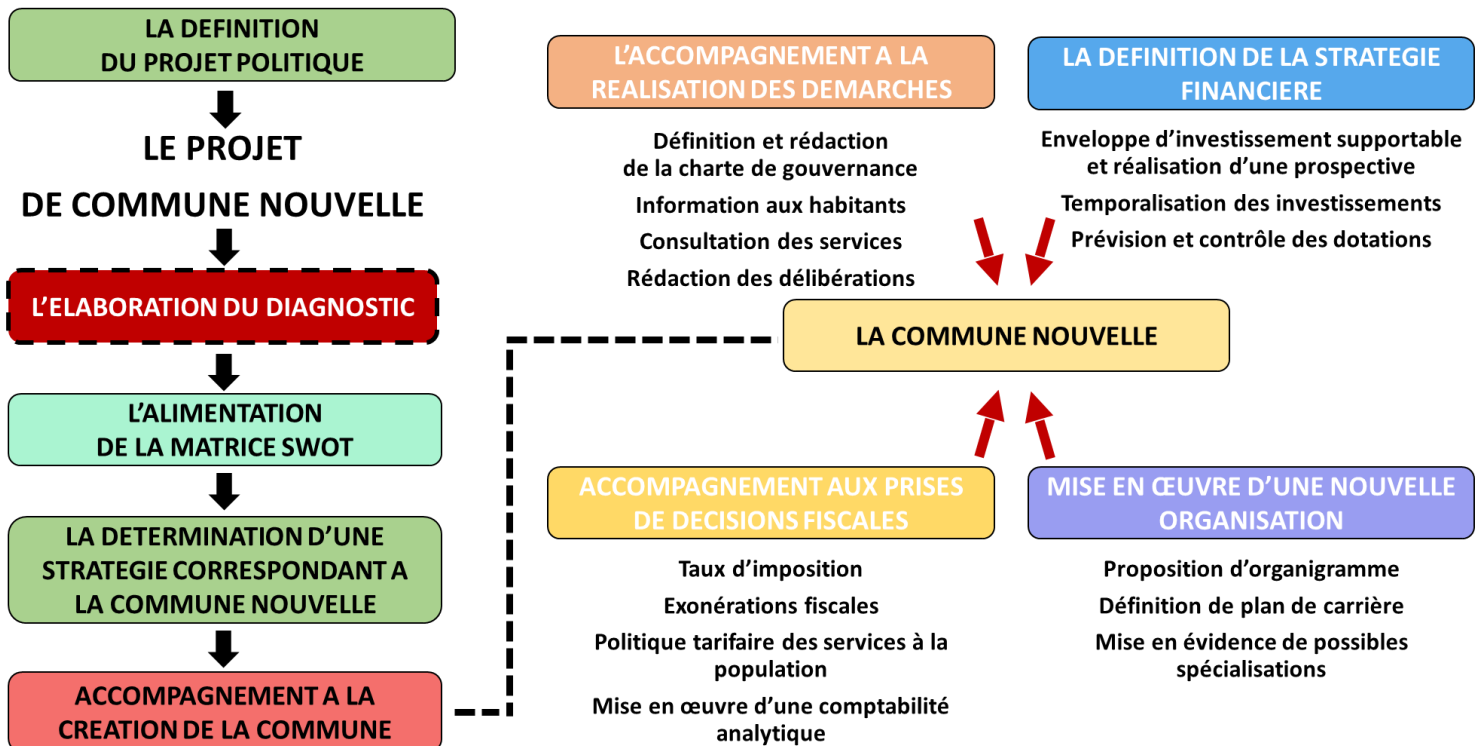 LA DEFINITION
DU PROJET POLITIQUE
LE PROJET
DE COMMUNE NOUVELLE
L'ELABORATION DU DIAGNOSTIC
L'ALIMENTATION
DE LA MATRICE SWOT
LA DETERMINATION D'UNE
STRATEGIE CORRESPONDANT A
LA COMMUNE NOUVELLE
ACCOMPAGNEMENT A LA
CREATION DE LA COMMUNE
L'ACCOMPAGNEMENT A LA
REALISATION DES DEMARCHES
Définition et rédaction
de la charte de gouvernance
Information aux habitants
Consultation des services
Rédaction des délibérations
LA DEFINITION DE LA STRATEGIE
FINANCIERE
Enveloppe d'investissement supportable
et réalisation d'une prospective
Temporalisation des investissements
Prévision et contrôle des dotations
LA COMMUNE NOUVELLE
ACCOMPAGNEMENT AUX PRISES
DE DECISIONS FISCALES
Taux d'imposition
Exonérations fiscales
Politique tarifaire des services à la
population
Mise en œuvre d'une comptabilité
analytique
MISE EN ŒUVRE D'UNE NOUVELLE
ORGANISATION
Proposition d'organigramme
Définition de plan de carrière
Mise en évidence de possibles
spécialisations